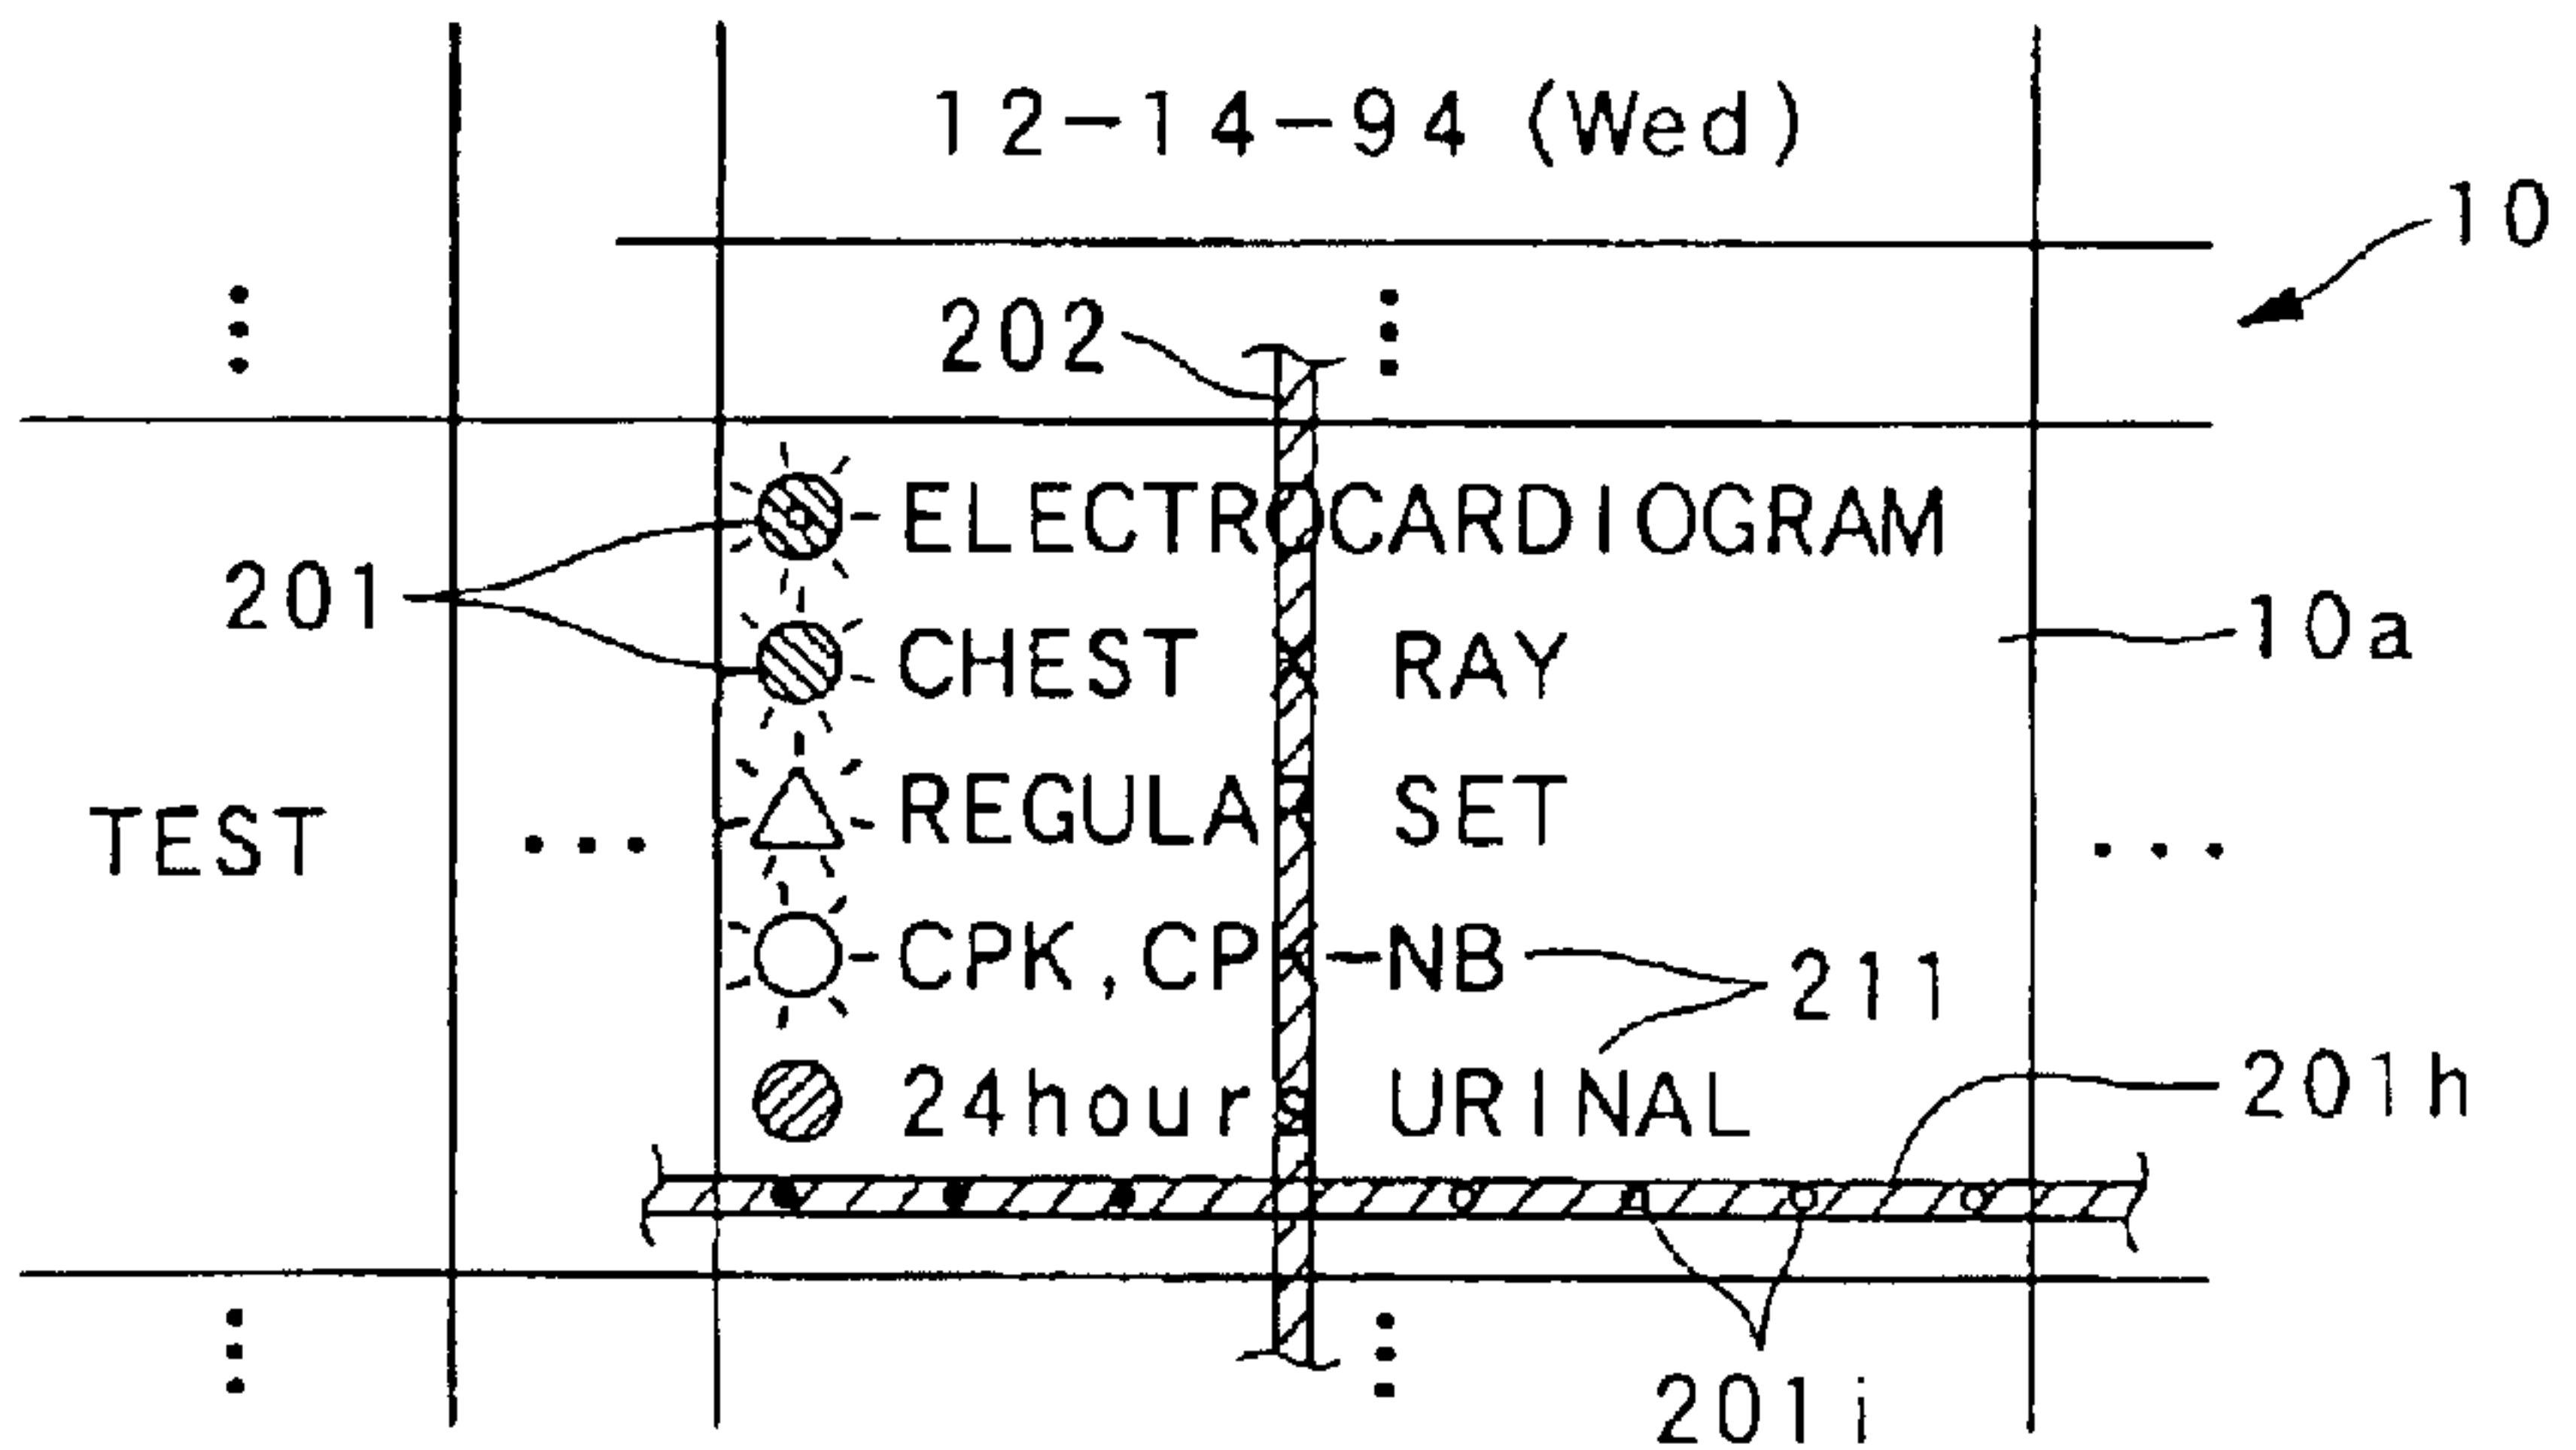 12-14-94 (Wed)
10
202
ELECTROCARDIOGRAM
201
CHEST X RAY
10a
REGULAR SET
TEST
CPK, CPK-NB
211
24hour URINAL
201h
201i